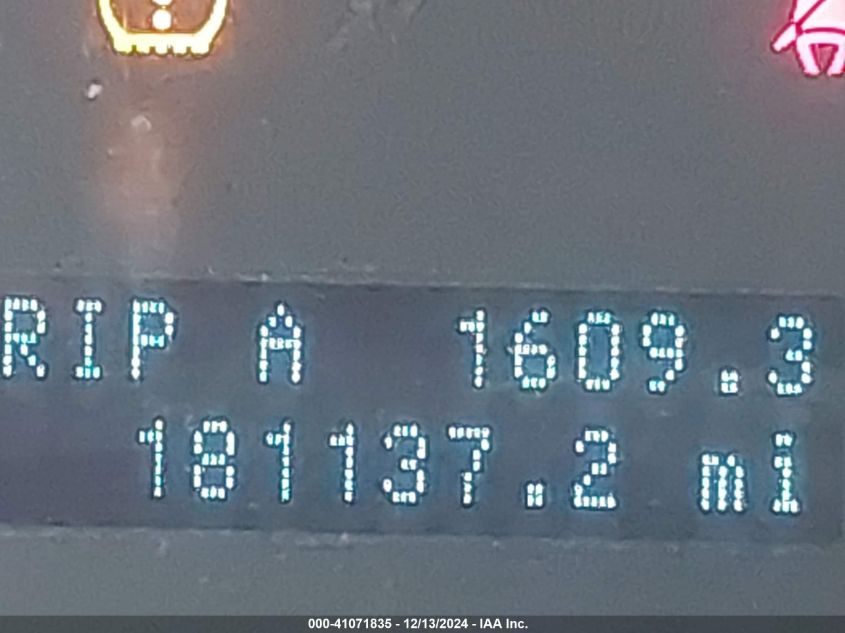 RIP A 1609.3
181137.2 mi
000-41071835 - 12/13/2024 - IAA Inc.